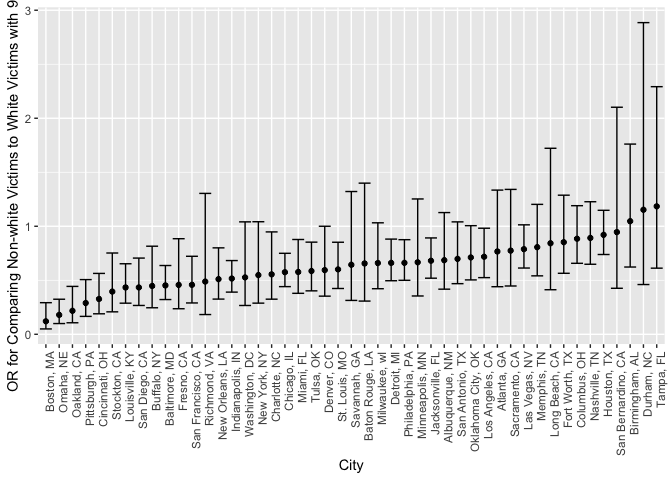 OR for Comparing Non-white Victims to White Victims with 9
3
2
1
0
Boston, MA
Omaha, NE
Oakland, CA
Pittsburgh, PA
Cincinnati, OH
Stockton, CA
Louisville, KY
San Diego, CA
Buffalo, NY
Baltimore, MD
Fresno, CA
San Francisco, CA
Richmond, VA
New Orleans, LA
Indianapolis, IN
Washington, DC
New York, NY
Charlotte, NC
Chicago, IL
Miami, FL
Tulsa, OK
Denver, CO
St. Louis, MO
Savannah, GA
Baton Rouge, LA
Milwaukee, wI
Detroit, MI
Philadelphia, PA
Minneapolis, MN
Jacksonville, FL
Albuquerque, NM
San Antonio, TX
Oklahoma City, OK
Los Angeles, CA
Atlanta, GA
Sacramento, CA
Las Vegas, NV
Memphis, TN
Long Beach, CA
Fort Worth, TX
Columbus, OH
Nashville, TN
Houston, TX
San Bernardino, CA
Birmingham, AL
Durham, NC
Tampa, FL
City